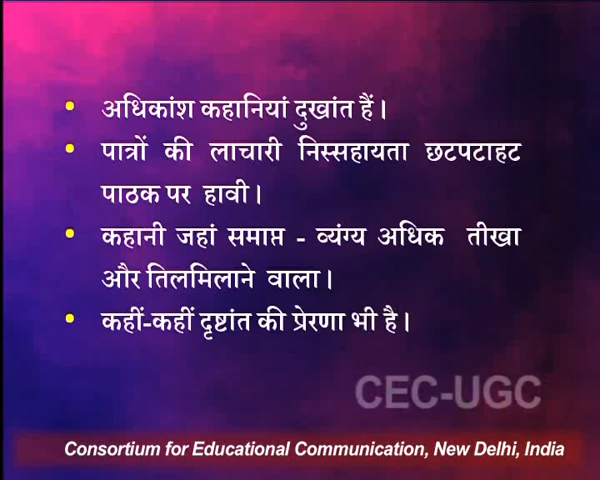 • अधिकांश कहानियां दुखांत हैं।
• पात्रों की लाचारी निस्सहायता छटपटाहट
पाठक पर हावी।
• कहानी जहां समाप्त - व्यंग्य अधिक तीखा
और तिलमिलाने वाला।
• कहीं-कहीं दृष्टांत की प्रेरणा भी है।
CEC-UGC
Consortium for Educational Communication, New Delhi, India